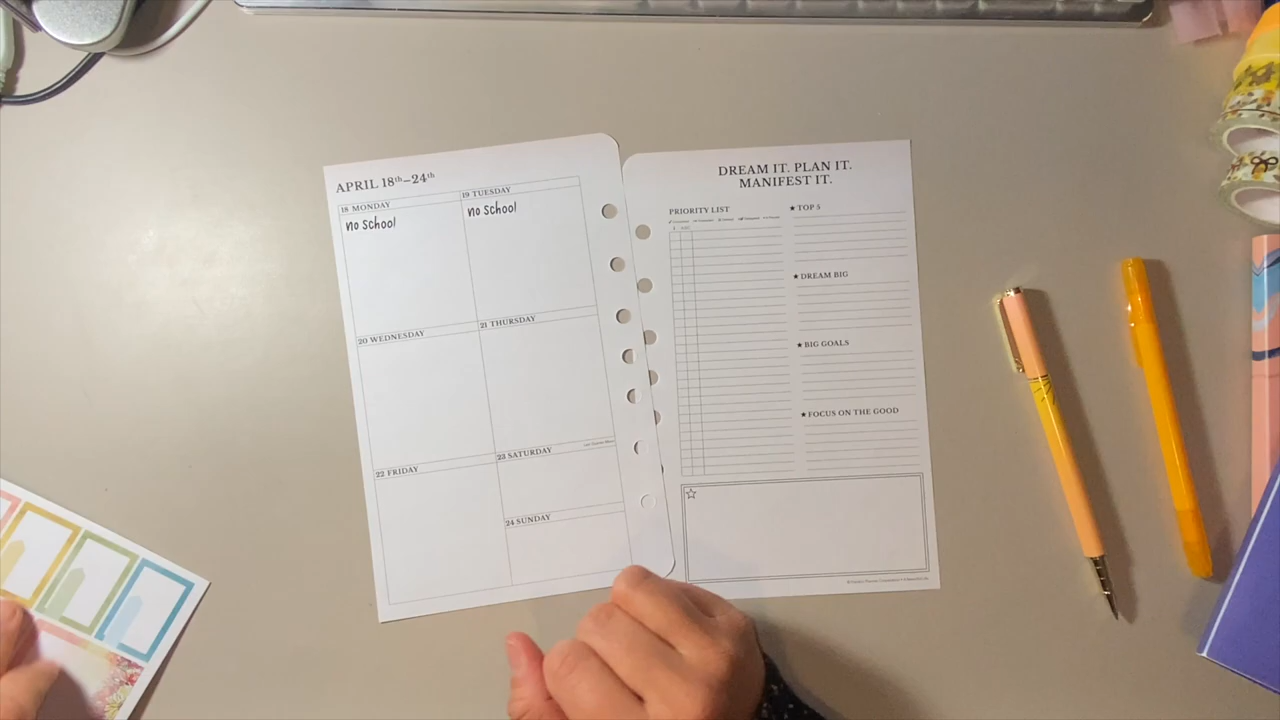 APRIL 18th–24th
18 MONDAY
no School
19 TUESDAY
no School
20 WEDNESDAY
21 THURSDAY
22 FRIDAY
23 SATURDAY
24 SUNDAY
DREAM IT. PLAN IT.
MANIFEST IT.
PRIORITY LIST
★ TOP 5
★ DREAM BIG
★ BIG GOALS
★ FOCUS ON THE GOOD